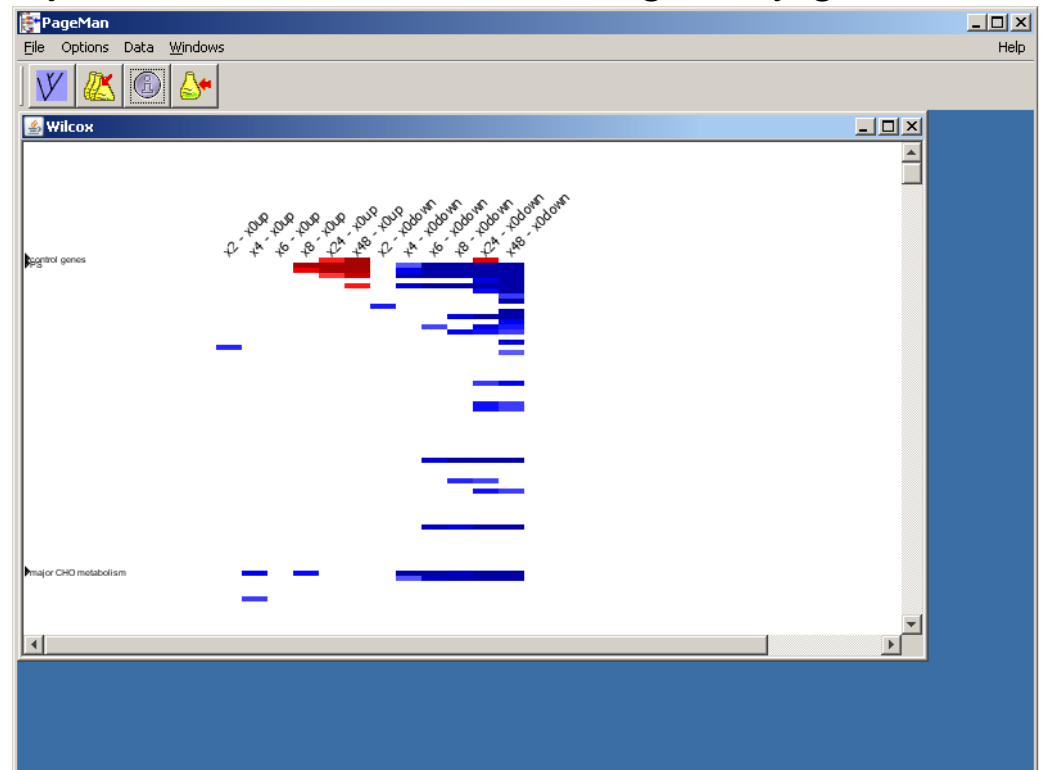 PageMan
File Options Data Windows Help
Wilcox
x2 - x0up
x4 - x0up
x6 - x0up
x8 - x0up
x24 - x0up
x48 - x0up
x2 - x0down
x4 - x0down
x6 - x0down
x8 - x0down
x24 - x0down
x48 - x0down
control genes
PS
major CHO metabolism